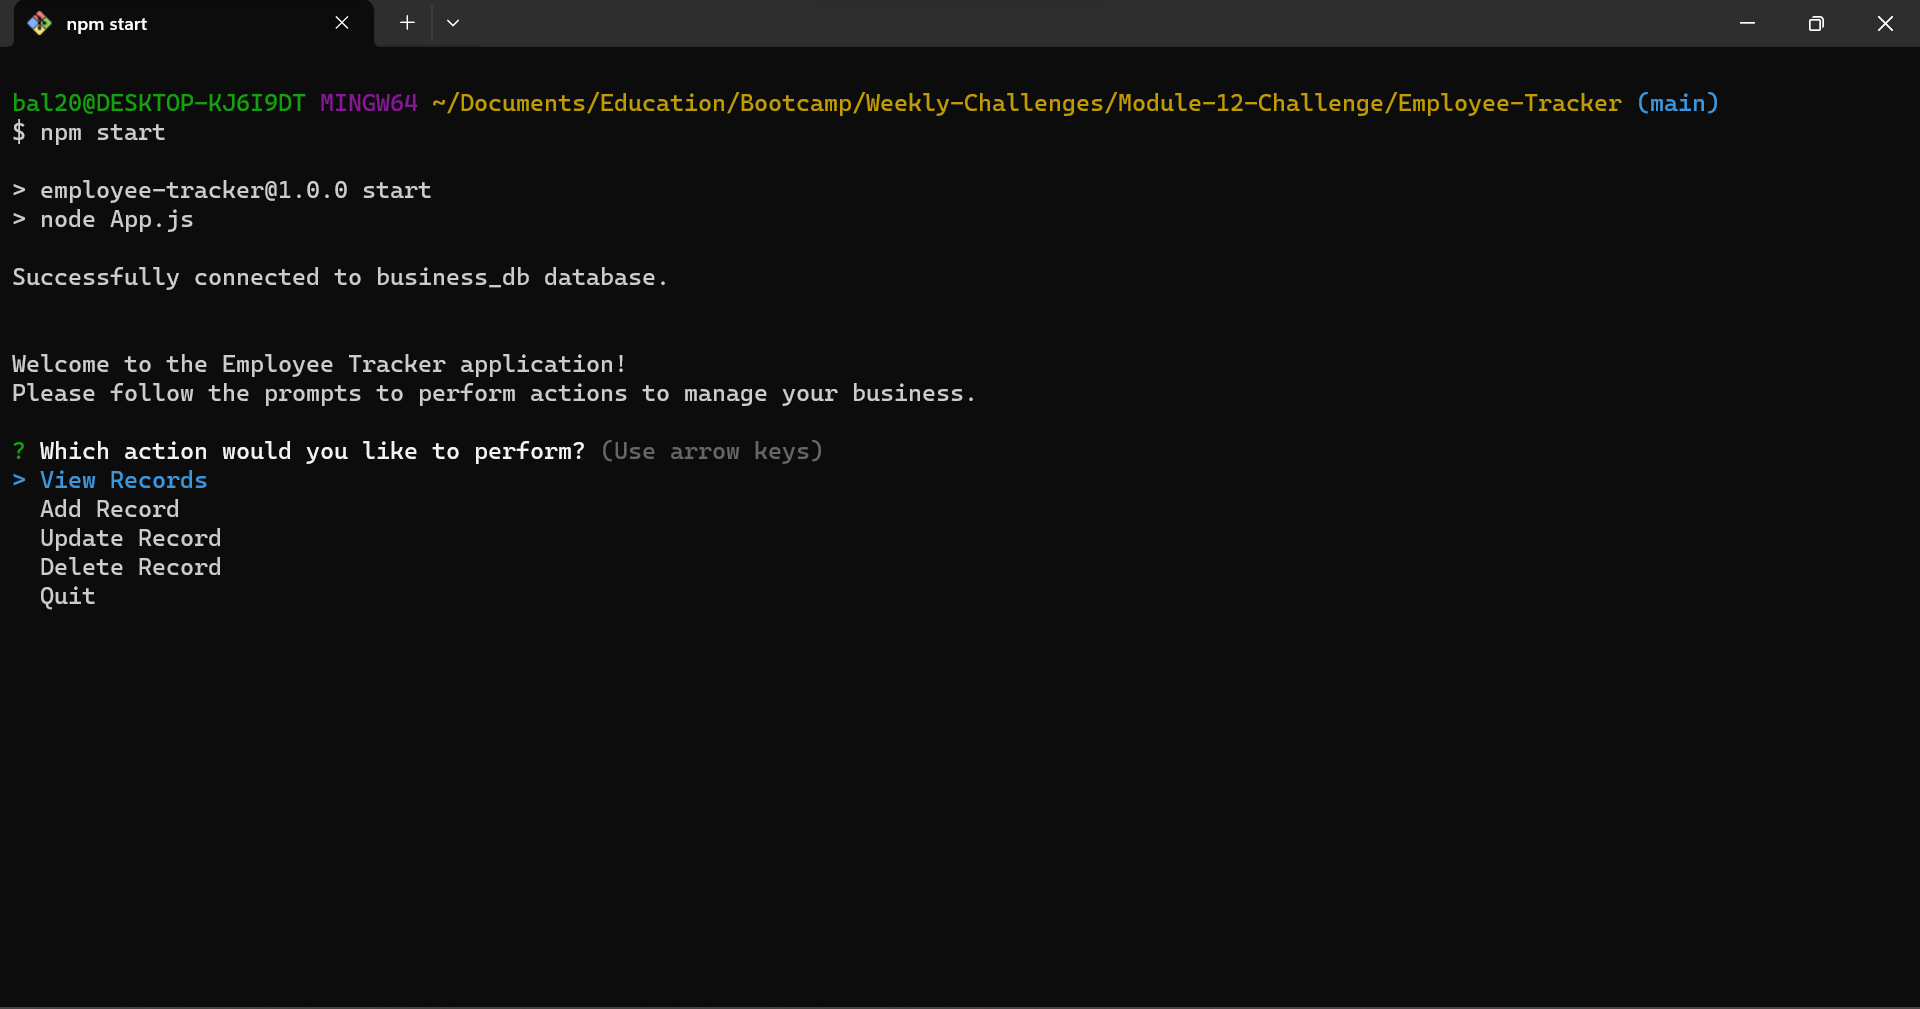 npm start
bal20@DESKTOP-KJ6I9DT MINGW64 ~/Documents/Education/Bootcamp/Weekly-Challenges/Module-12-Challenge/Employee-Tracker (main)
$ npm start
> employee-tracker@1.0.0 start
> node App.js
Successfully connected to business_db database.
Welcome to the Employee Tracker application!
Please follow the prompts to perform actions to manage your business.
? Which action would you like to perform? (Use arrow keys)
> View Records
Add Record
Update Record
Delete Record
Quit